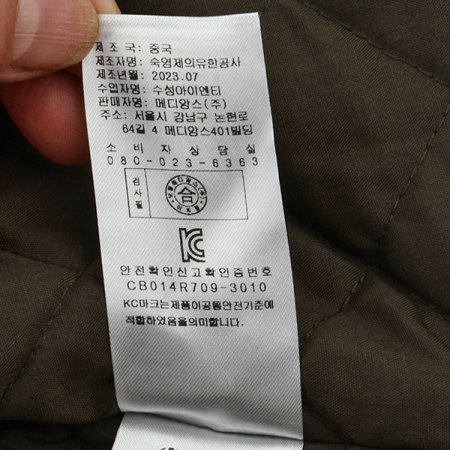 제조국: 중국
제조자명: 숙영제의유한공사
제조년월: 2023.07
수입자명: 수성아이엔티
판매자명: 메디앙스(주)
주소: 서울시 강남구 논현로
64길 4 메디앙스401빌딩
소비자상담실
080-023-6363
검사필
合
안전확인신고확인증번호
CB014R709-3010
KC마크는제품이공통안전기준에
적합하였음을의미합니다.